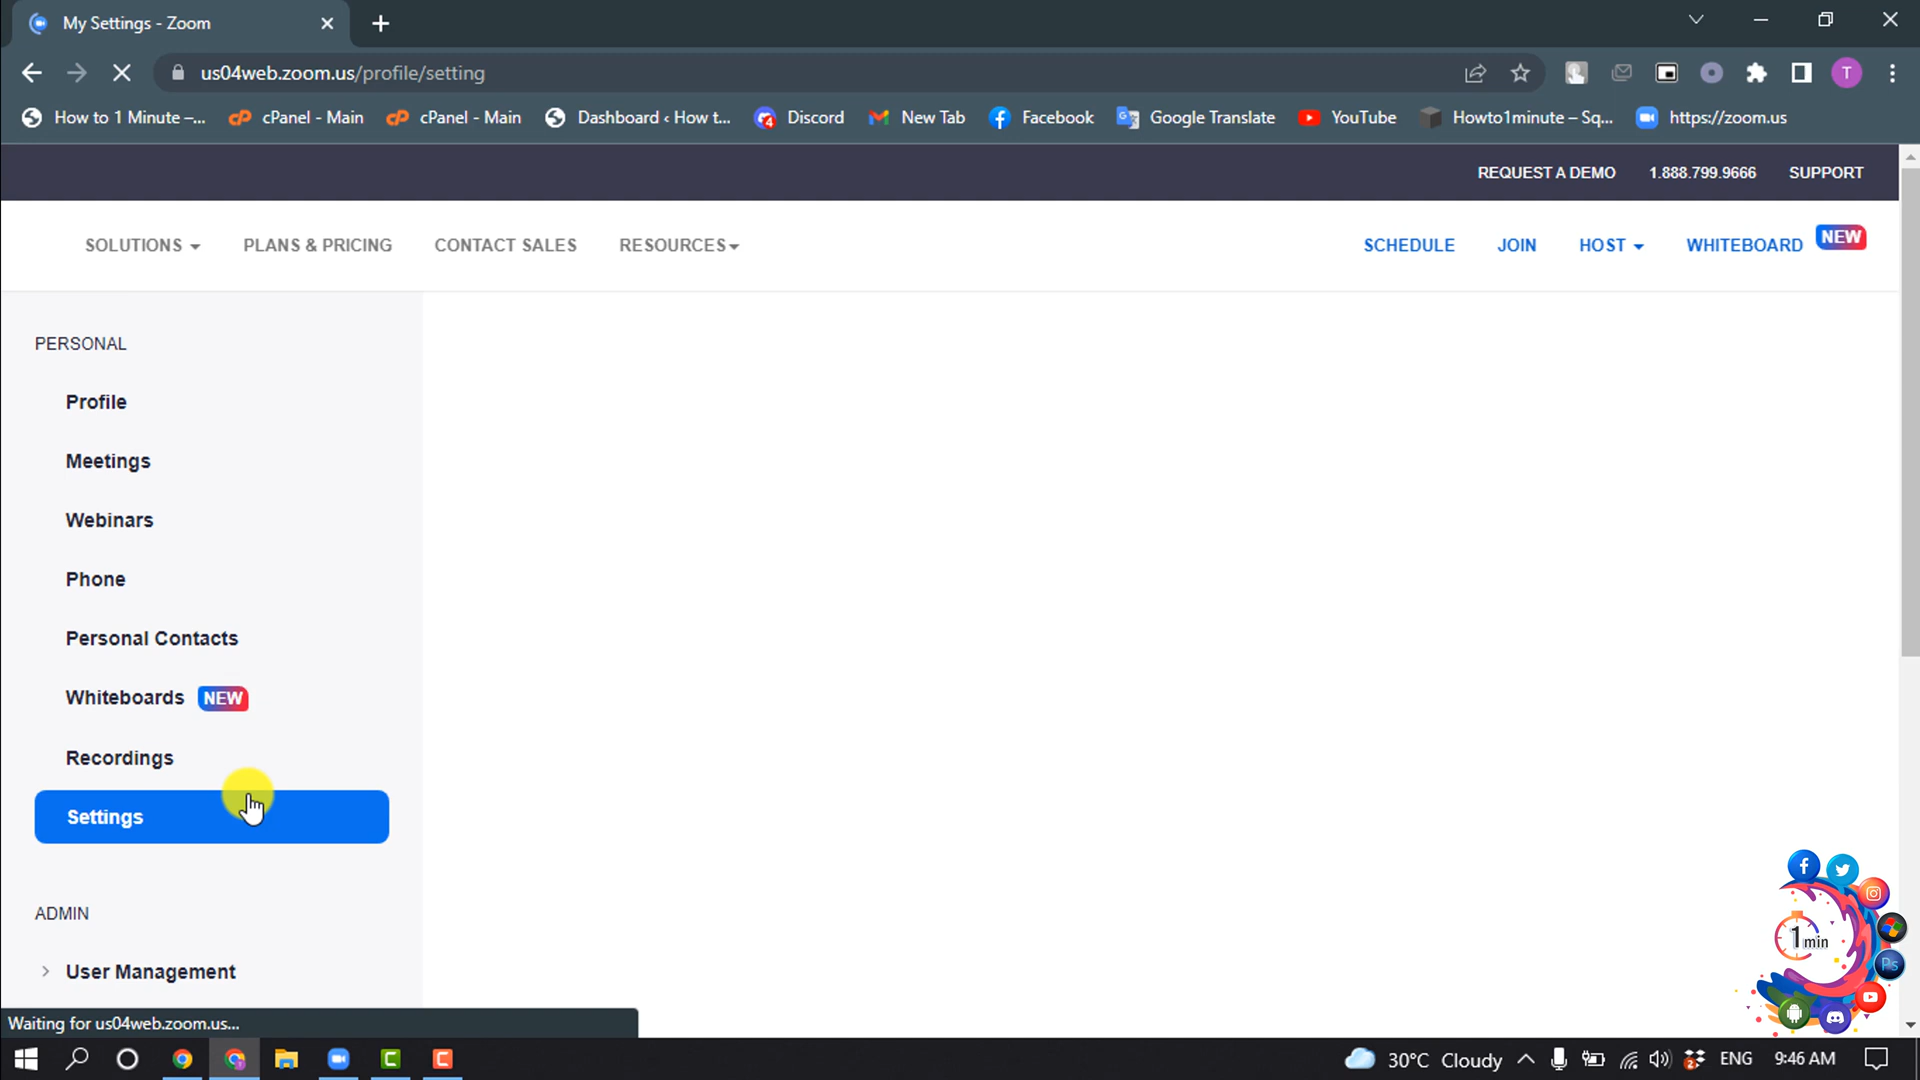 My Settings - Zoom
us04web.zoom.us/profile/setting
T
How to 1 Minute –...
cPanel - Main
cPanel - Main
Dashboard ‹ How t...
Discord
New Tab
Facebook
Google Translate
YouTube
Howto1minute – Sq...
https://zoom.us
REQUEST A DEMO
1.888.799.9666
SUPPORT
SOLUTIONS
PLANS & PRICING
CONTACT SALES
RESOURCES
SCHEDULE
JOIN
HOST
WHITEBOARD
NEW
PERSONAL
Profile
Meetings
Webinars
Phone
Personal Contacts
Whiteboards NEW
Recordings
Settings
ADMIN
User Management
1 min
Ps
Waiting for us04web.zoom.us...
30°C Cloudy
ENG
9:46 AM